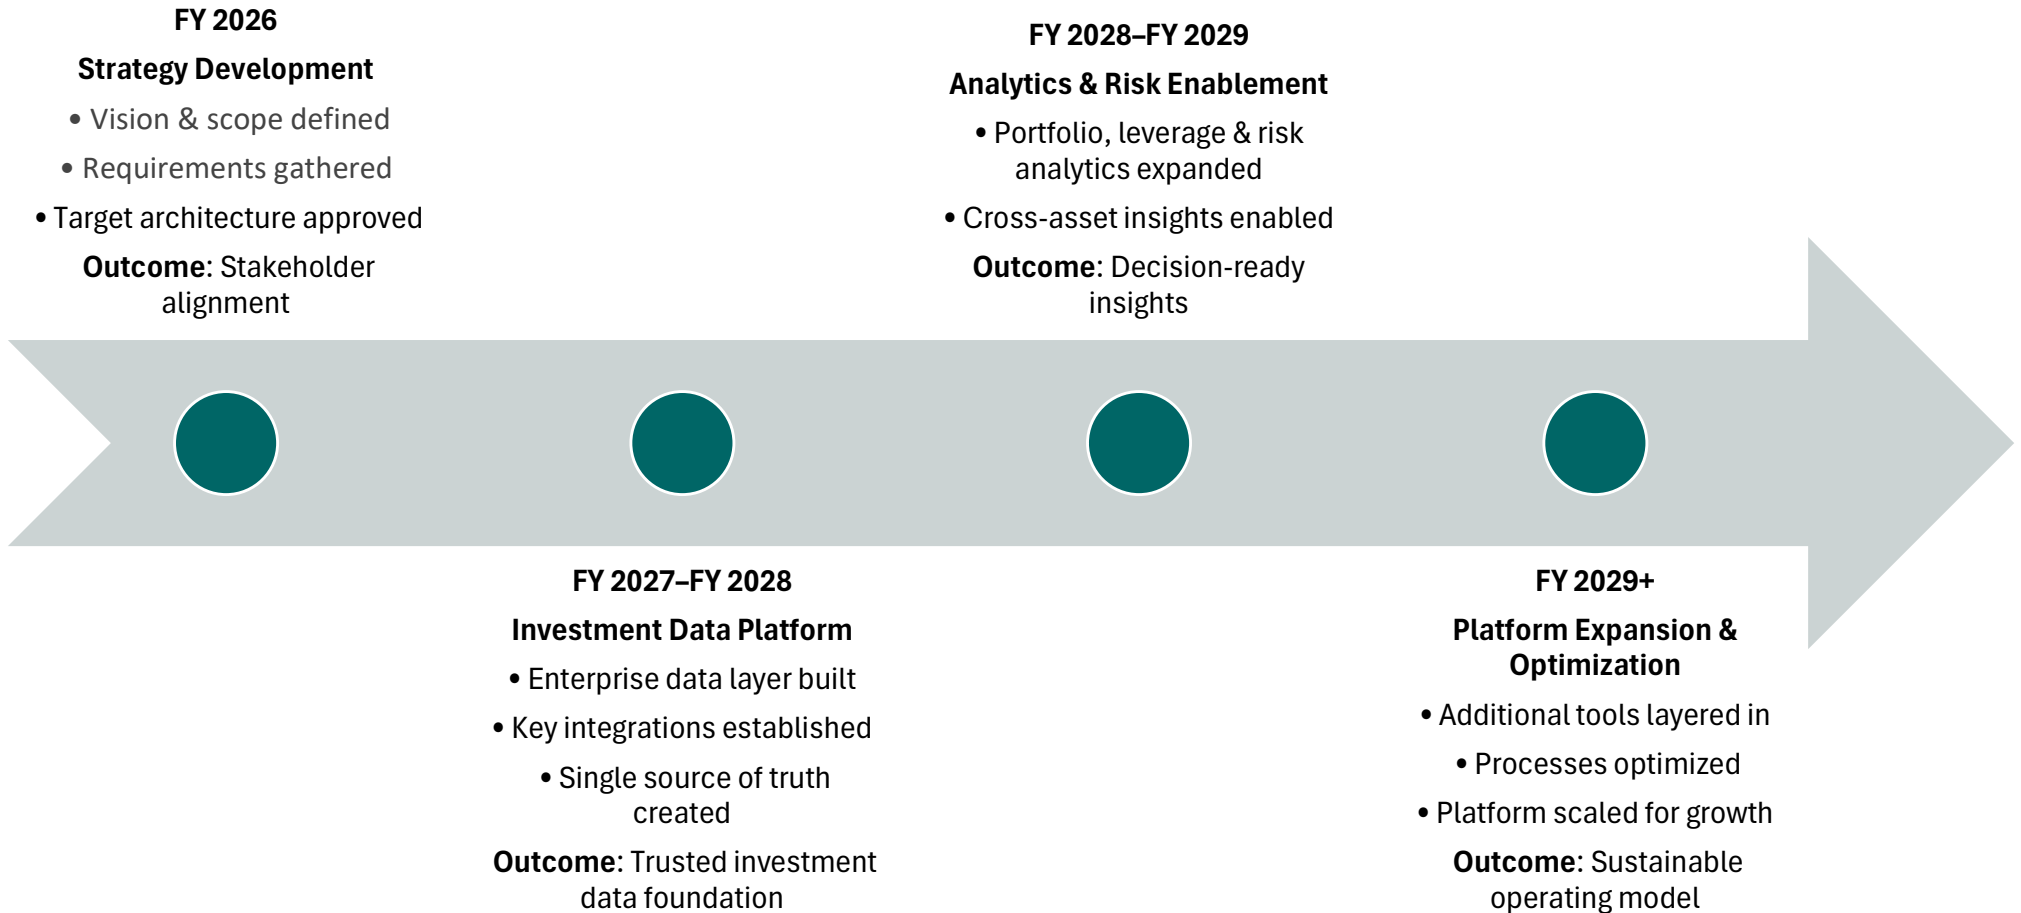 FY 2026
Strategy Development
• Vision & scope defined
• Requirements gathered
• Target architecture approved
Outcome: Stakeholder
alignment
FY 2027–FY 2028
Investment Data Platform
• Enterprise data layer built
• Key integrations established
• Single source of truth
created
Outcome: Trusted investment
data foundation
FY 2028–FY 2029
Analytics & Risk Enablement
• Portfolio, leverage & risk
analytics expanded
• Cross-asset insights enabled
Outcome: Decision-ready
insights
FY 2029+
Platform Expansion &
Optimization
• Additional tools layered in
• Processes optimized
• Platform scaled for growth
Outcome: Sustainable
operating model